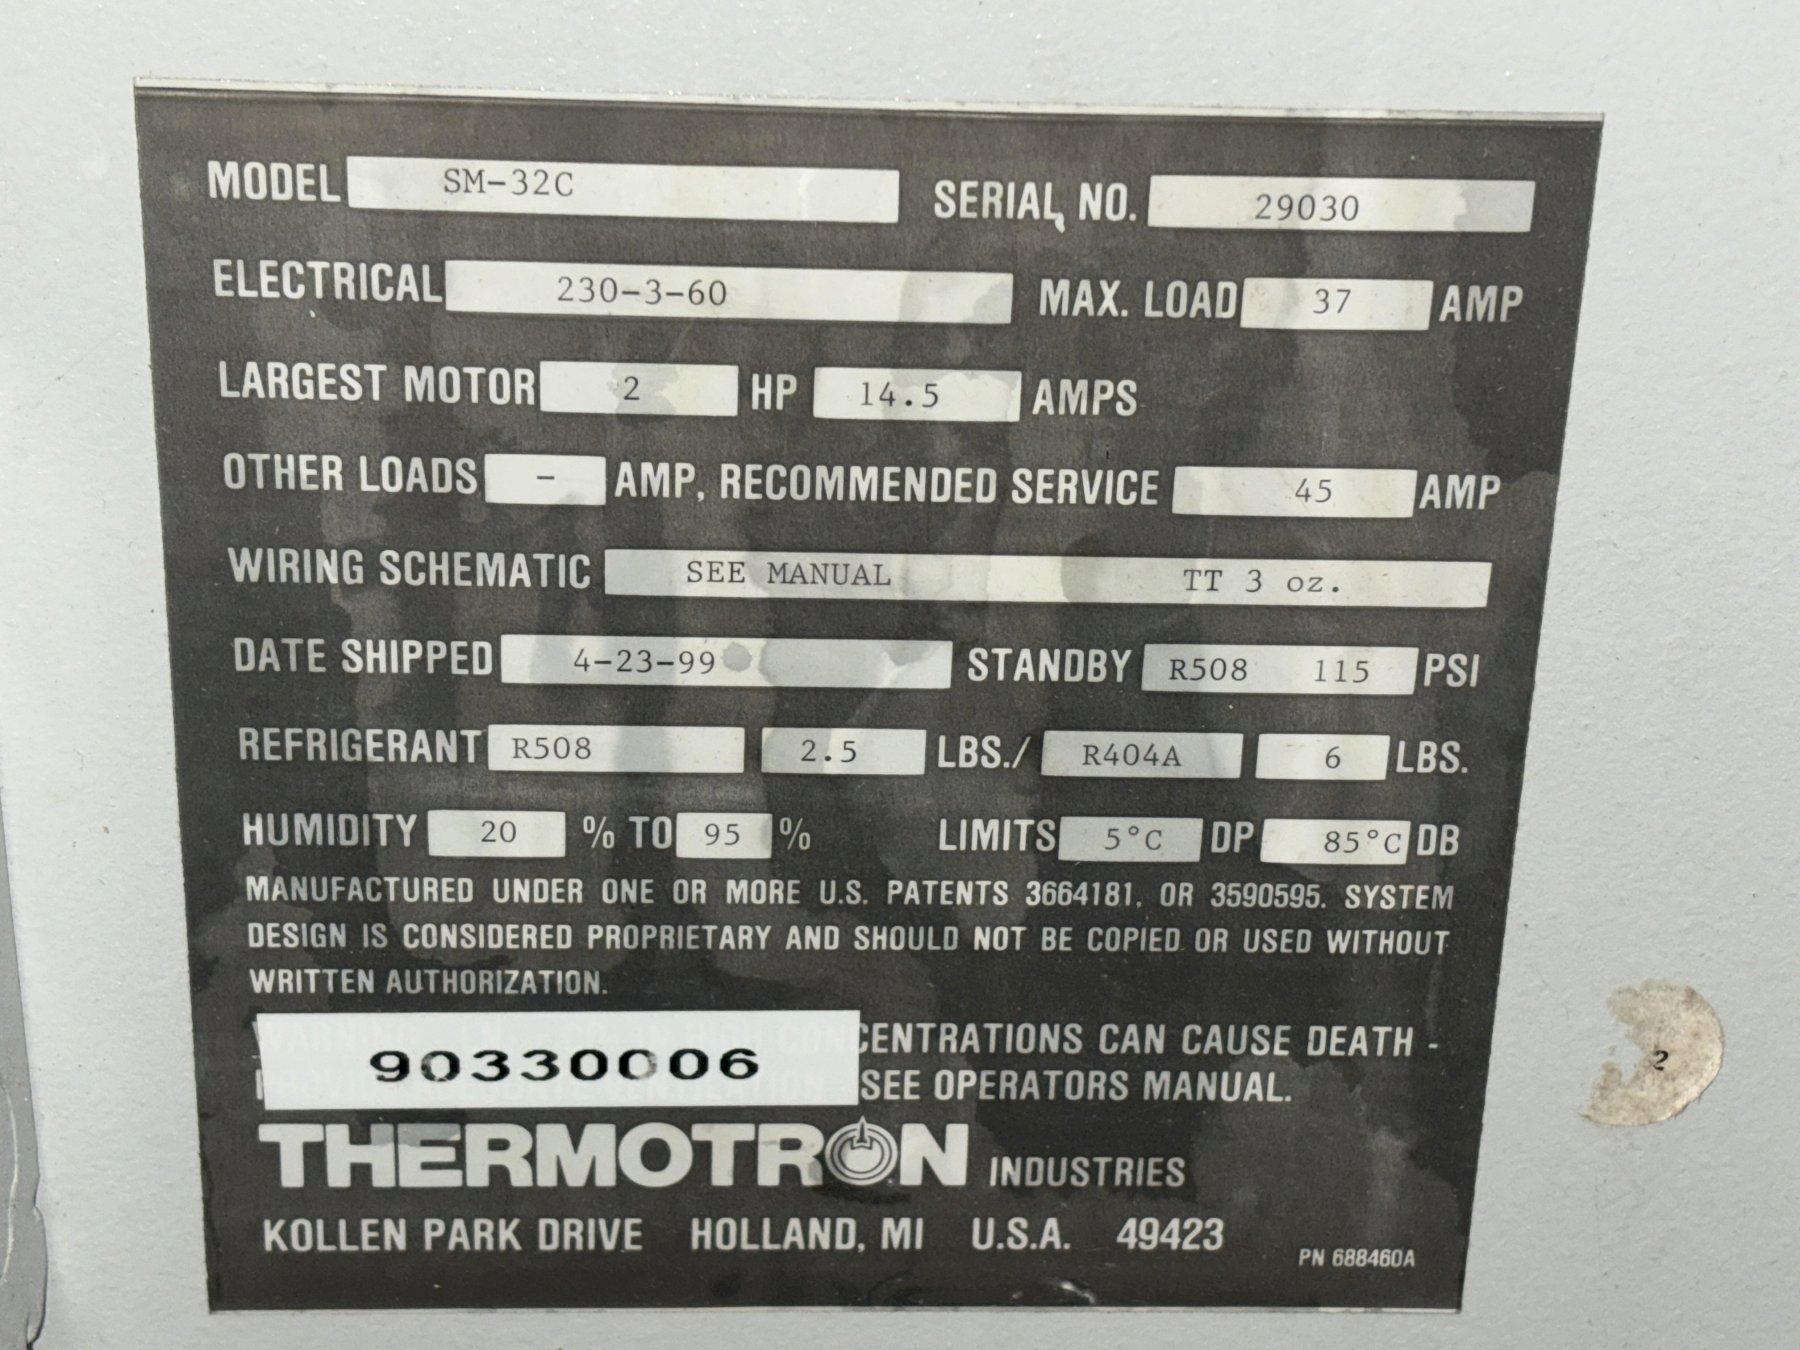 MODEL SM-32C SERIAL NO. 29030
ELECTRICAL 230-3-60 MAX. LOAD 37 AMP
LARGEST MOTOR 2 HP 14.5 AMPS
OTHER LOADS - AMP, RECOMMENDED SERVICE 45 AMP
WIRING SCHEMATIC SEE MANUAL TT 3 oz.
DATE SHIPPED 4-23-99 STANDBY R508 115 PSI
REFRIGERANT R508 2.5 LBS./ R404A 6 LBS.
HUMIDITY 20 % TO 95 % LIMITS 5°C DP 85°C DB
MANUFACTURED UNDER ONE OR MORE U.S. PATENTS 3664181, OR 3590595. SYSTEM
DESIGN IS CONSIDERED PROPRIETARY AND SHOULD NOT BE COPIED OR USED WITHOUT
WRITTEN AUTHORIZATION.
CONCENTRATIONS CAN CAUSE DEATH -
90330006
SEE OPERATORS MANUAL.
THERMOTRON INDUSTRIES
KOLLEN PARK DRIVE HOLLAND, MI U.S.A. 49423
PN 688460A
2